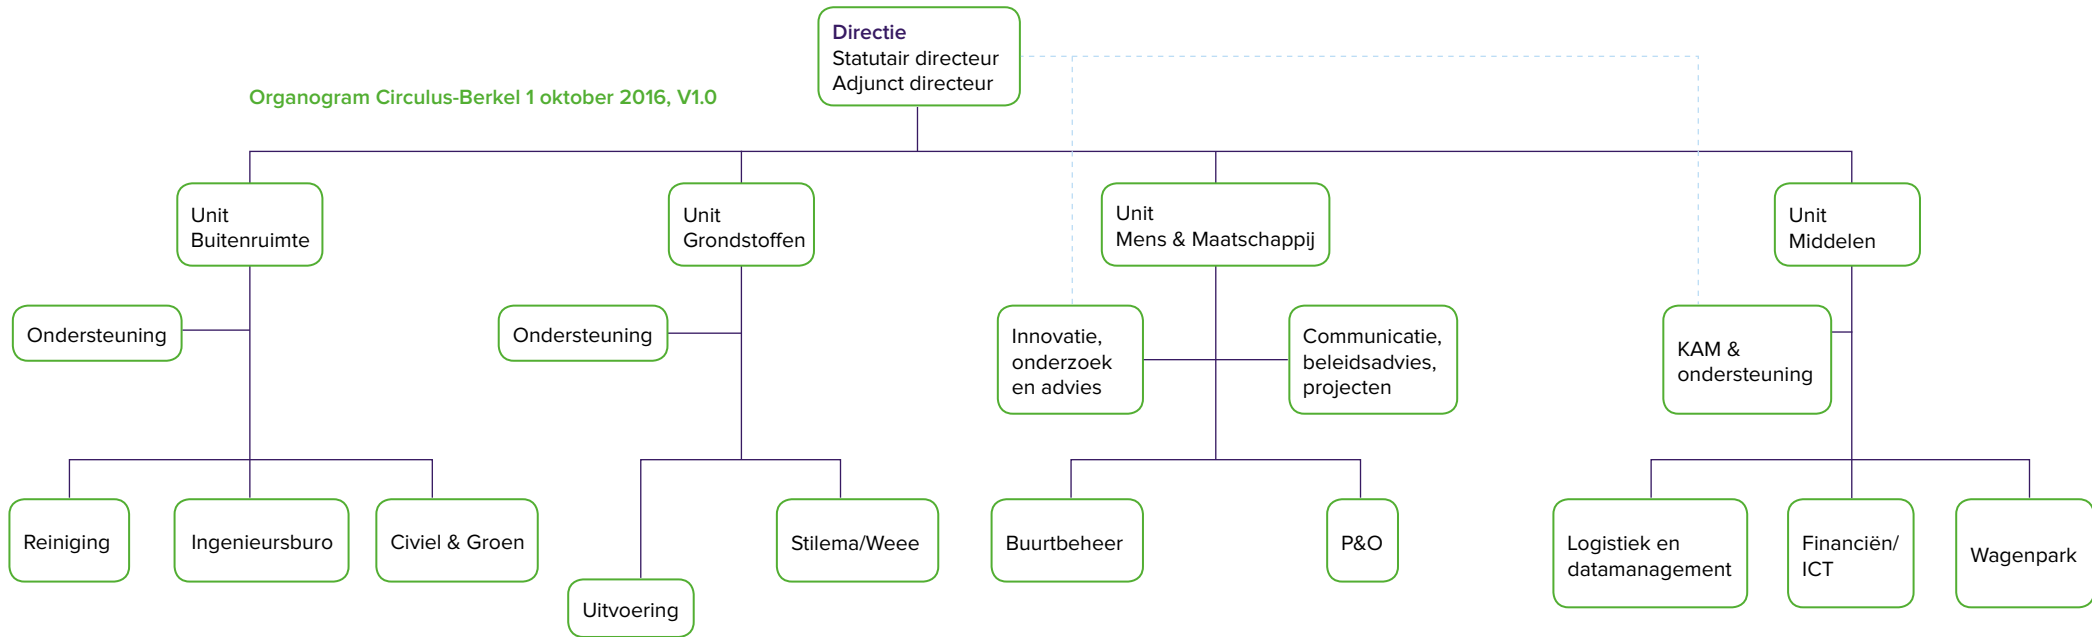 Directie
Statutair directeur
Adjunct directeur
Organogram Circulus-Berkel 1 oktober 2016, V1.0
Unit
Buitenruimte
Unit
Grondstoffen
Unit
Mens & Maatschappij
Unit
Middelen
Ondersteuning
Ondersteuning
Innovatie,
onderzoek
en advies
Communicatie,
beleidsadvies,
projecten
KAM &
ondersteuning
Reiniging
Ingenieursburo
Civiel & Groen
Uitvoering
Stilema/Weee
Buurtbeheer
P&O
Logistiek en
datamanagement
Financiën/
ICT
Wagenpark